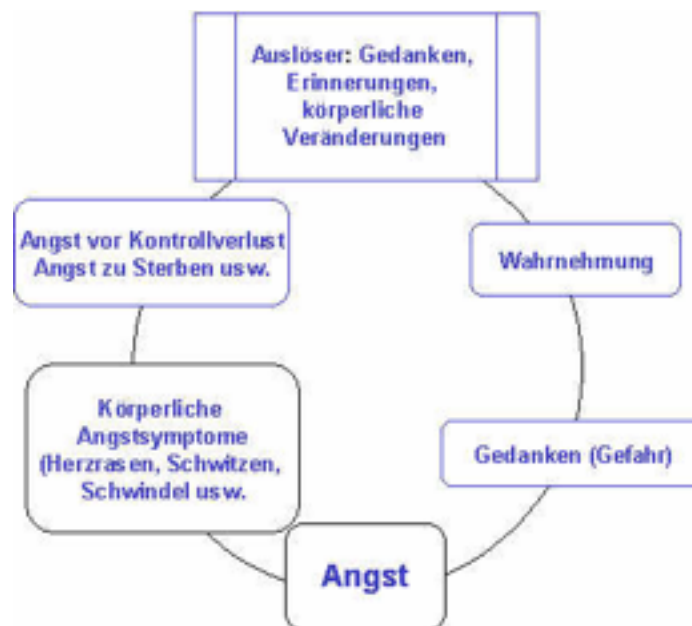 Auslöser: Gedanken,
Erinnerungen,
körperliche
Veränderungen
Wahrnehmung
Gedanken (Gefahr)
Angst
Körperliche
Angstsymptome
(Herzrasen, Schwitzen,
Schwindel usw.
Angst vor Kontrollverlust
Angst zu Sterben usw.